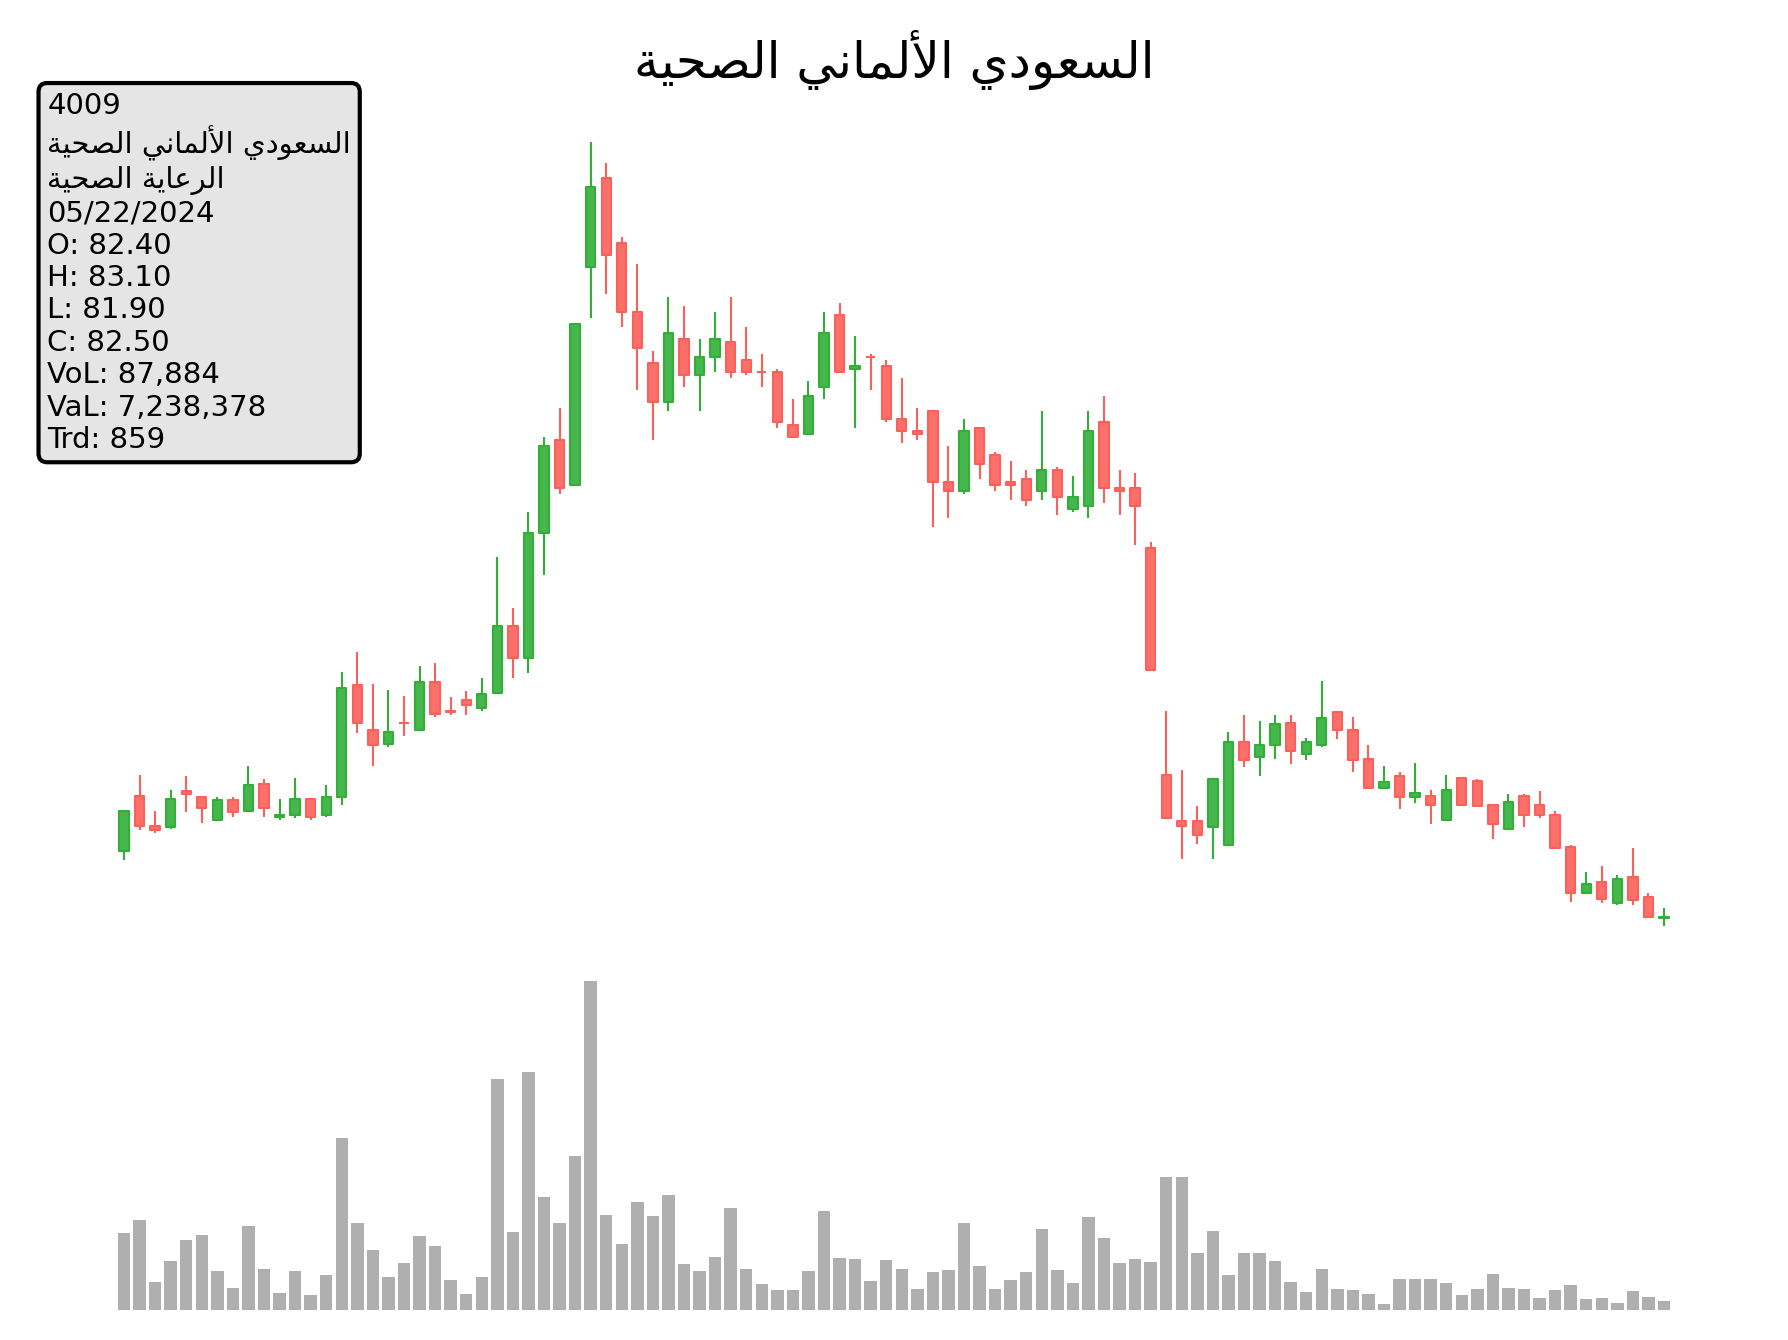 السعودي الألماني الصحية
4009
السعودي الألماني الصحية
الرعاية الصحية
05/22/2024
O: 82.40
H: 83.10
L: 81.90
C: 82.50
VoL: 87,884
VaL: 7,238,378
Trd: 859